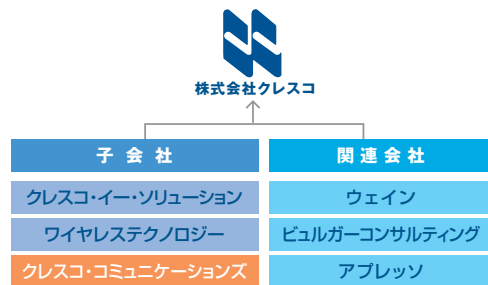 株式会社クレスコ
子会社
関連会社
クレスコ・イー・ソリューション
ウェイン
ワイヤレステクノロジー
ビュルガーコンサルティング
クレスコ・コミュニケーションズ
アプレッソ